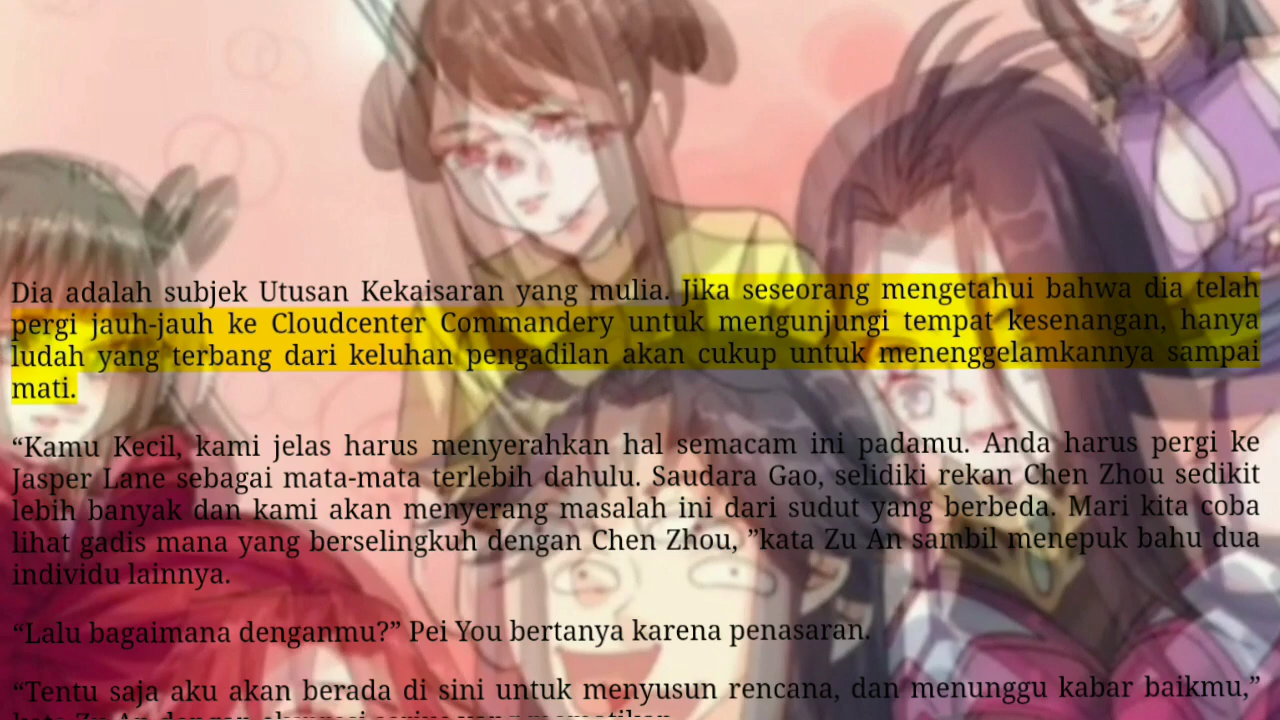 Dia adalah subjek Utusan Kekaisaran yang mulia. Jika seseorang mengetahui bahwa dia telah
pergi jauh-jauh ke Cloudcenter Commandery untuk mengunjungi tempat kesenangan, hanya
ludah yang terbang dari keluhan pengadilan akan cukup untuk menenggelamkannya sampai
mati.
“Kamu Kecil, kami jelas harus menyerahkan hal semacam ini padamu. Anda harus pergi ke
Jasper Lane sebagai mata-mata terlebih dahulu. Saudara Gao, selidiki rekan Chen Zhou sedikit
lebih banyak dan kami akan menyerang masalah ini dari sudut yang berbeda. Mari kita coba
lihat gadis mana yang berselingkuh dengan Chen Zhou, ”kata Zu An sambil menepuk bahu dua
individu lainnya.
“Lalu bagaimana denganmu?” Pei You bertanya karena penasaran.
“Tentu saja aku akan berada di sini untuk menyusun rencana, dan menunggu kabar baikmu,”
kata Zu An dengan